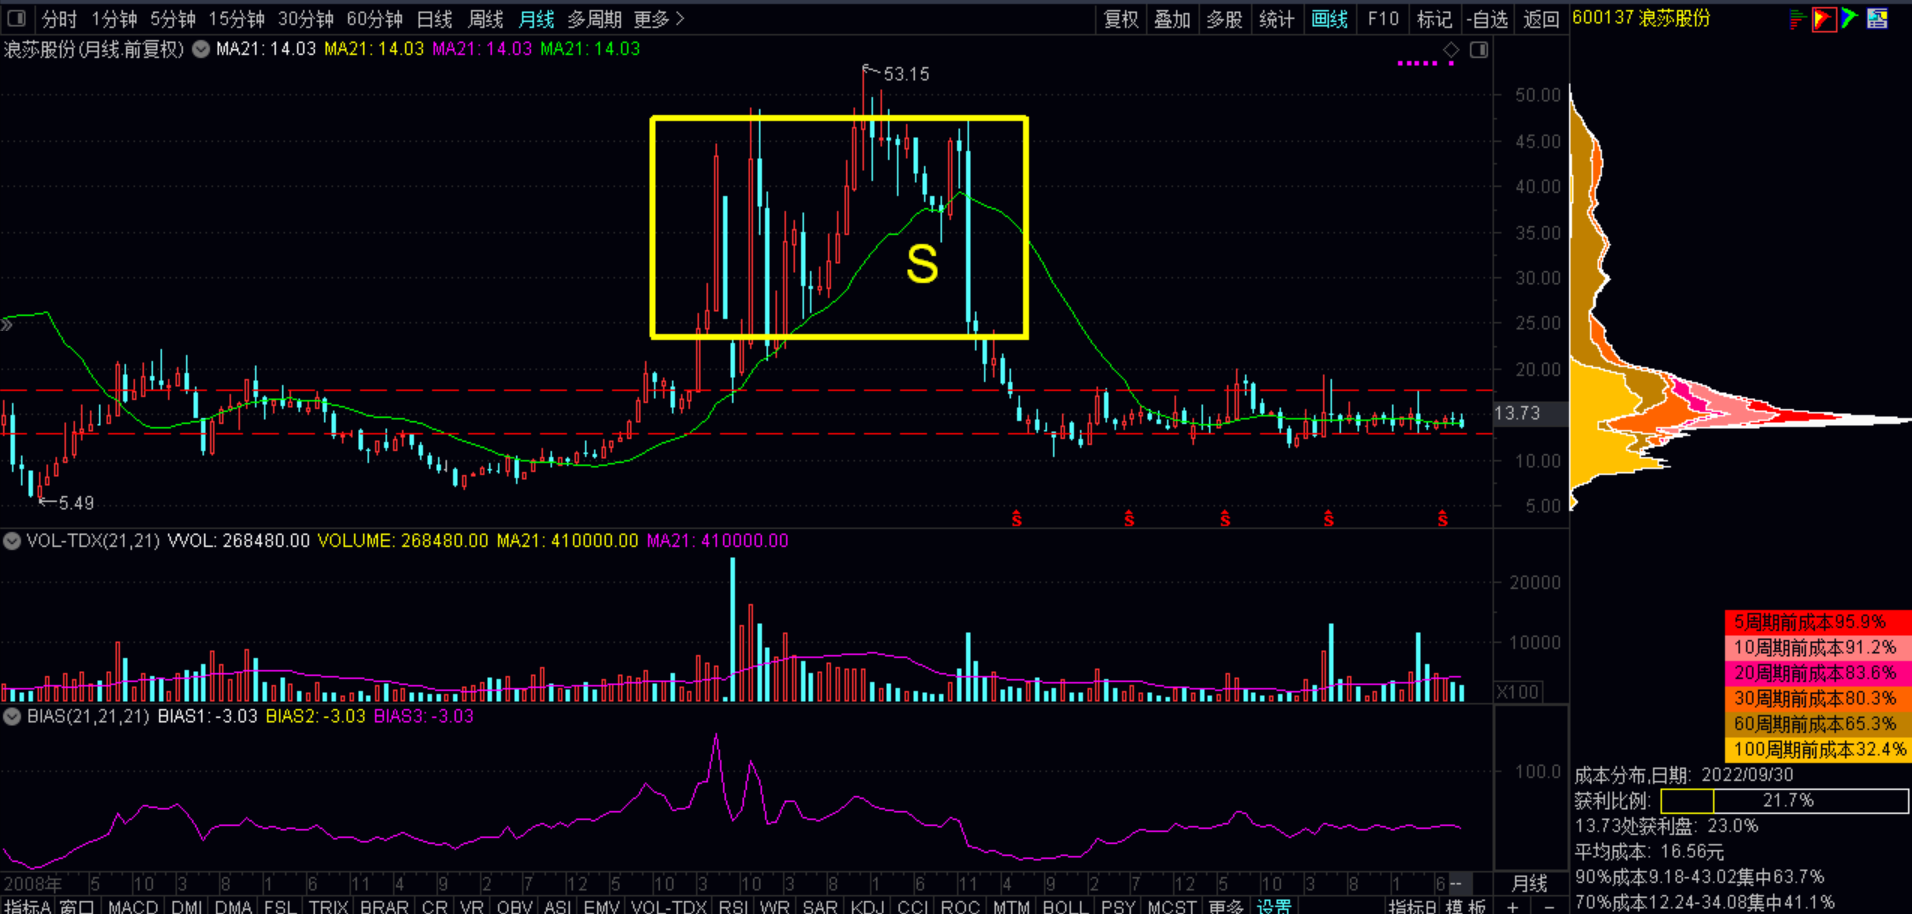 分时 1分钟 5分钟 15分钟 30分钟 60分钟 日线 周线 月线 多周期 更多 复权 叠加 多股 统计 画线 F10 标记 -自选 返回 600137 浪莎股份
浪莎股份(月线.前复权) MA21: 14.03 MA21: 14.03 MA21: 14.03 MA21: 14.03
53.15
50.00
45.00
40.00
35.00
S
30.00
25.00
20.00
13.73
10.00
5.49
5.00
S S S S S
VOL-TDX(21,21) VVOL: 268480.00 VOLUME: 268480.00 MA21: 410000.00 MA21: 410000.00
20000
10000
X100
BIAS(21,21,21) BIAS1: -3.03 BIAS2: -3.03 BIAS3: -3.03
100.0
5周期前成本95.9%
10周期前成本91.2%
20周期前成本83.6%
30周期前成本80.3%
60周期前成本65.3%
100周期前成本32.4%
成本分布,日期: 2022/09/30
获利比例: 21.7%
13.73处获利盘: 23.0%
平均成本: 16.56元
90%成本9.18-43.02集中63.7%
70%成本12.24-34.08集中41.1%
2008年 5 10 3 8 1 6 11 4 9 2 7 12 5 10 3 10 3 8 1 6 11 4 9 2 7 12 5 10 3 8 1 6 -- 月线
指标A 窗口 MACD DMI DMA FSL TRIX BRAR CR VR OBV ASI EMV VOL-TDX RSI WR SAR KDJ CCI ROC MTM BOLL PSY MCST 更多 设置 指标B 模板 + -